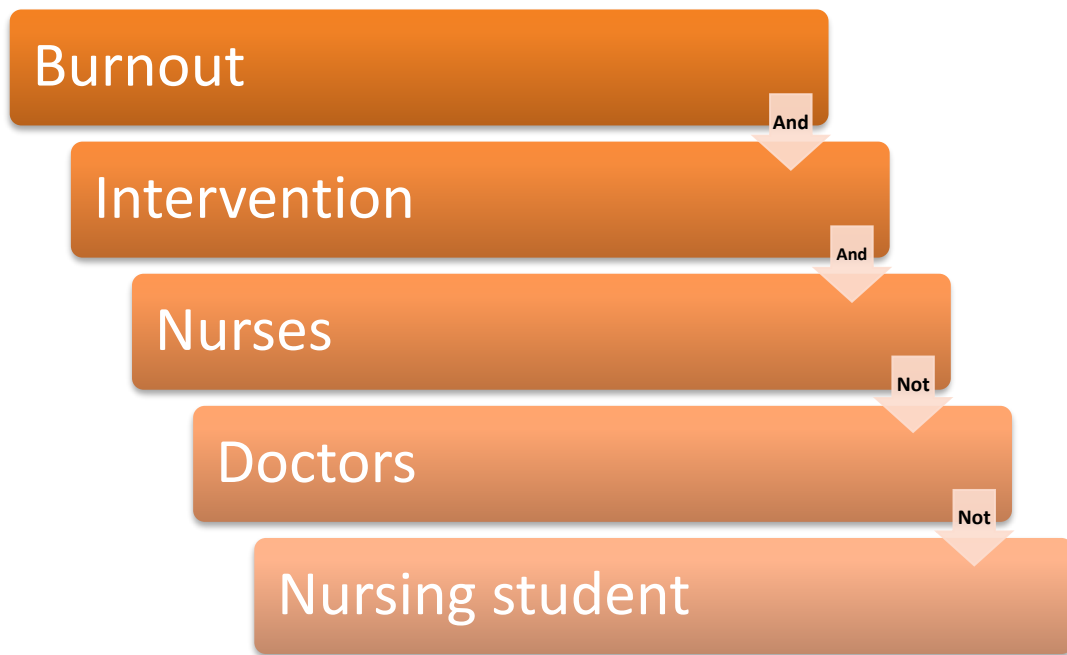 Burnout
And
Intervention
And
Nurses
Not
Doctors
Not
Nursing student